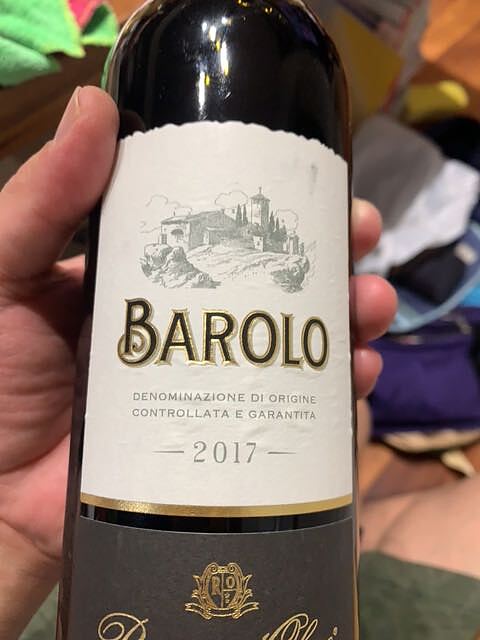 BAROLO
DENOMINAZIONE DI ORIGINE
CONTROLLATA E GARANTITA
2017